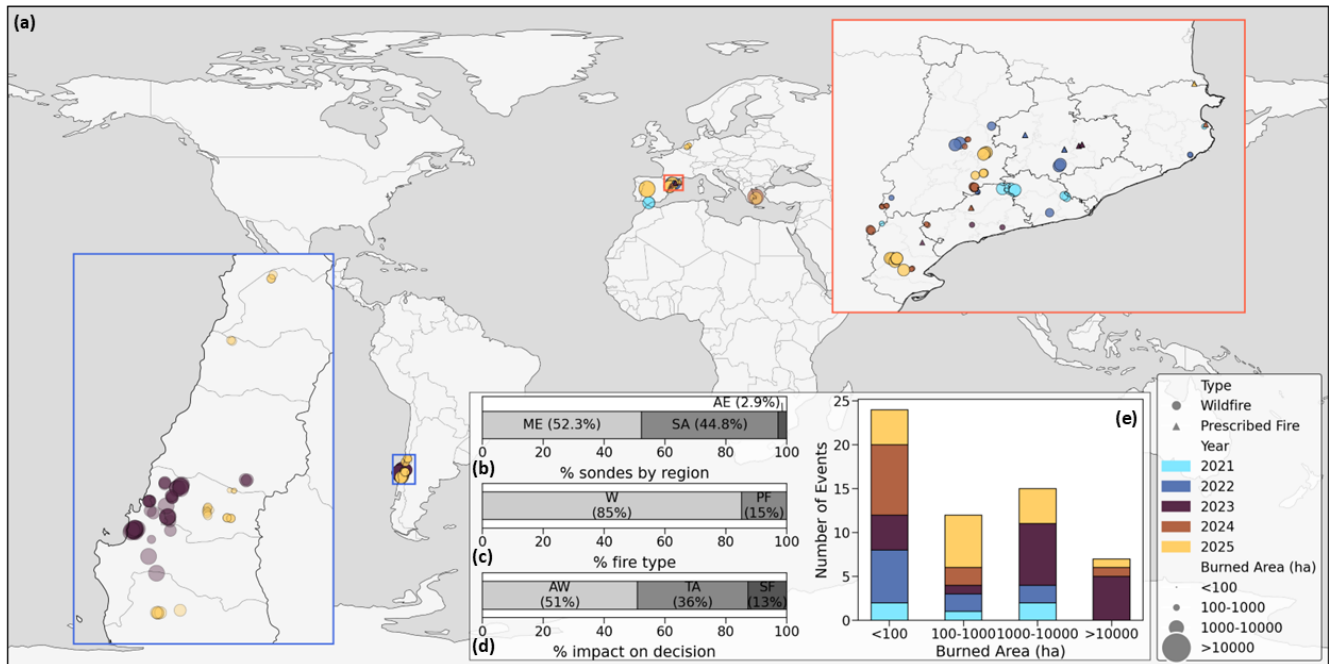 (a)
AE (2.9%)
ME (52.3%)
SA (44.8%)
(b)
0 20 40 60 80 100
% sondes by region
W
(85%)
PF
(15%)
(c)
0 20 40 60 80 100
% fire type
AW
(51%)
TA
(36%)
SF
(13%)
(d)
0 20 40 60 80 100
% impact on decision
(e)
Number of Events
25
20
15
10
5
0
<100 100-1000 1000-10000 >10000
Burned Area (ha)
Type
Wildfire
Prescribed Fire
Year
2021
2022
2023
2024
2025
Burned Area (ha)
<100
100-1000
1000-10000
>10000